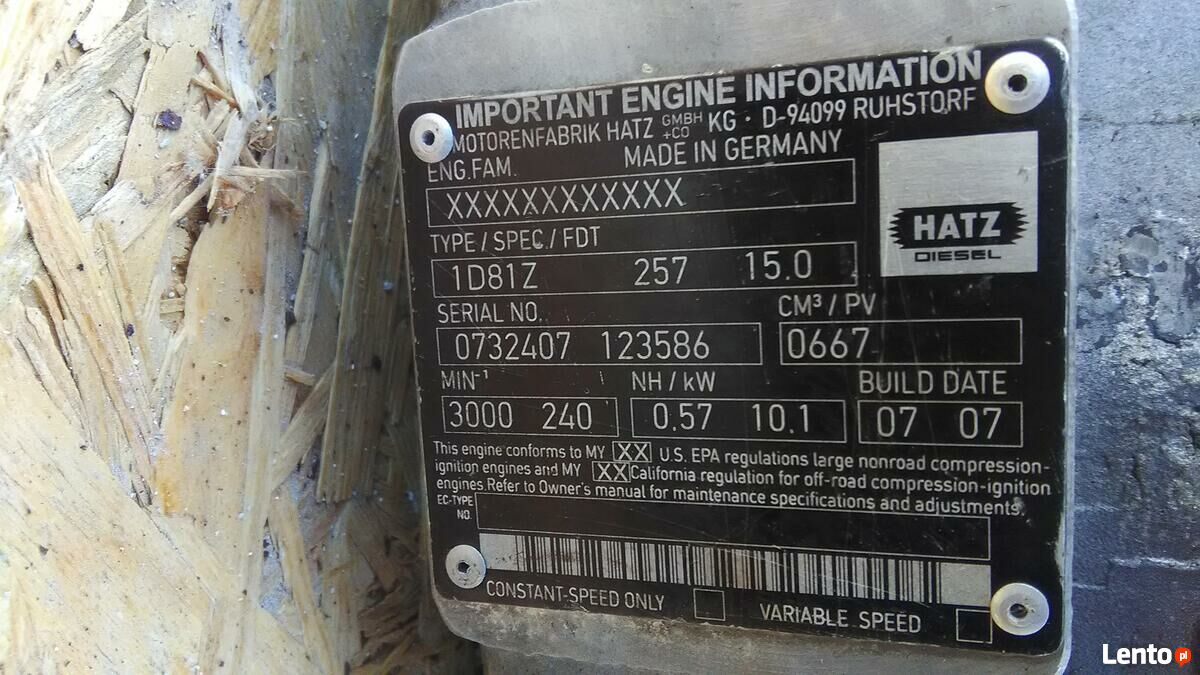 IMPORTANT ENGINE INFORMATION
MOTORENFABRIK HATZ GMBH +CO KG · D-94099 RUHSTORF
ENG.FAM. MADE IN GERMANY
XXXXXXXXXXXX
HATZ
DIESEL
TYPE / SPEC. / FDT
1D81Z 257 15.0
SERIAL NO. CM³ / PV
0732407 123586 0667
MIN⁻¹ NH / kW BUILD DATE
3000 240 0.57 10.1 07 07
This engine conforms to MY XX U.S. EPA regulations large nonroad compression-
ignition engines and MY XX California regulation for off-road compression-ignition
engines. Refer to Owner's manual for maintenance specifications and adjustments.
EC-TYPE
NO.
CONSTANT-SPEED ONLY VARIABLE SPEED
Lento.pl